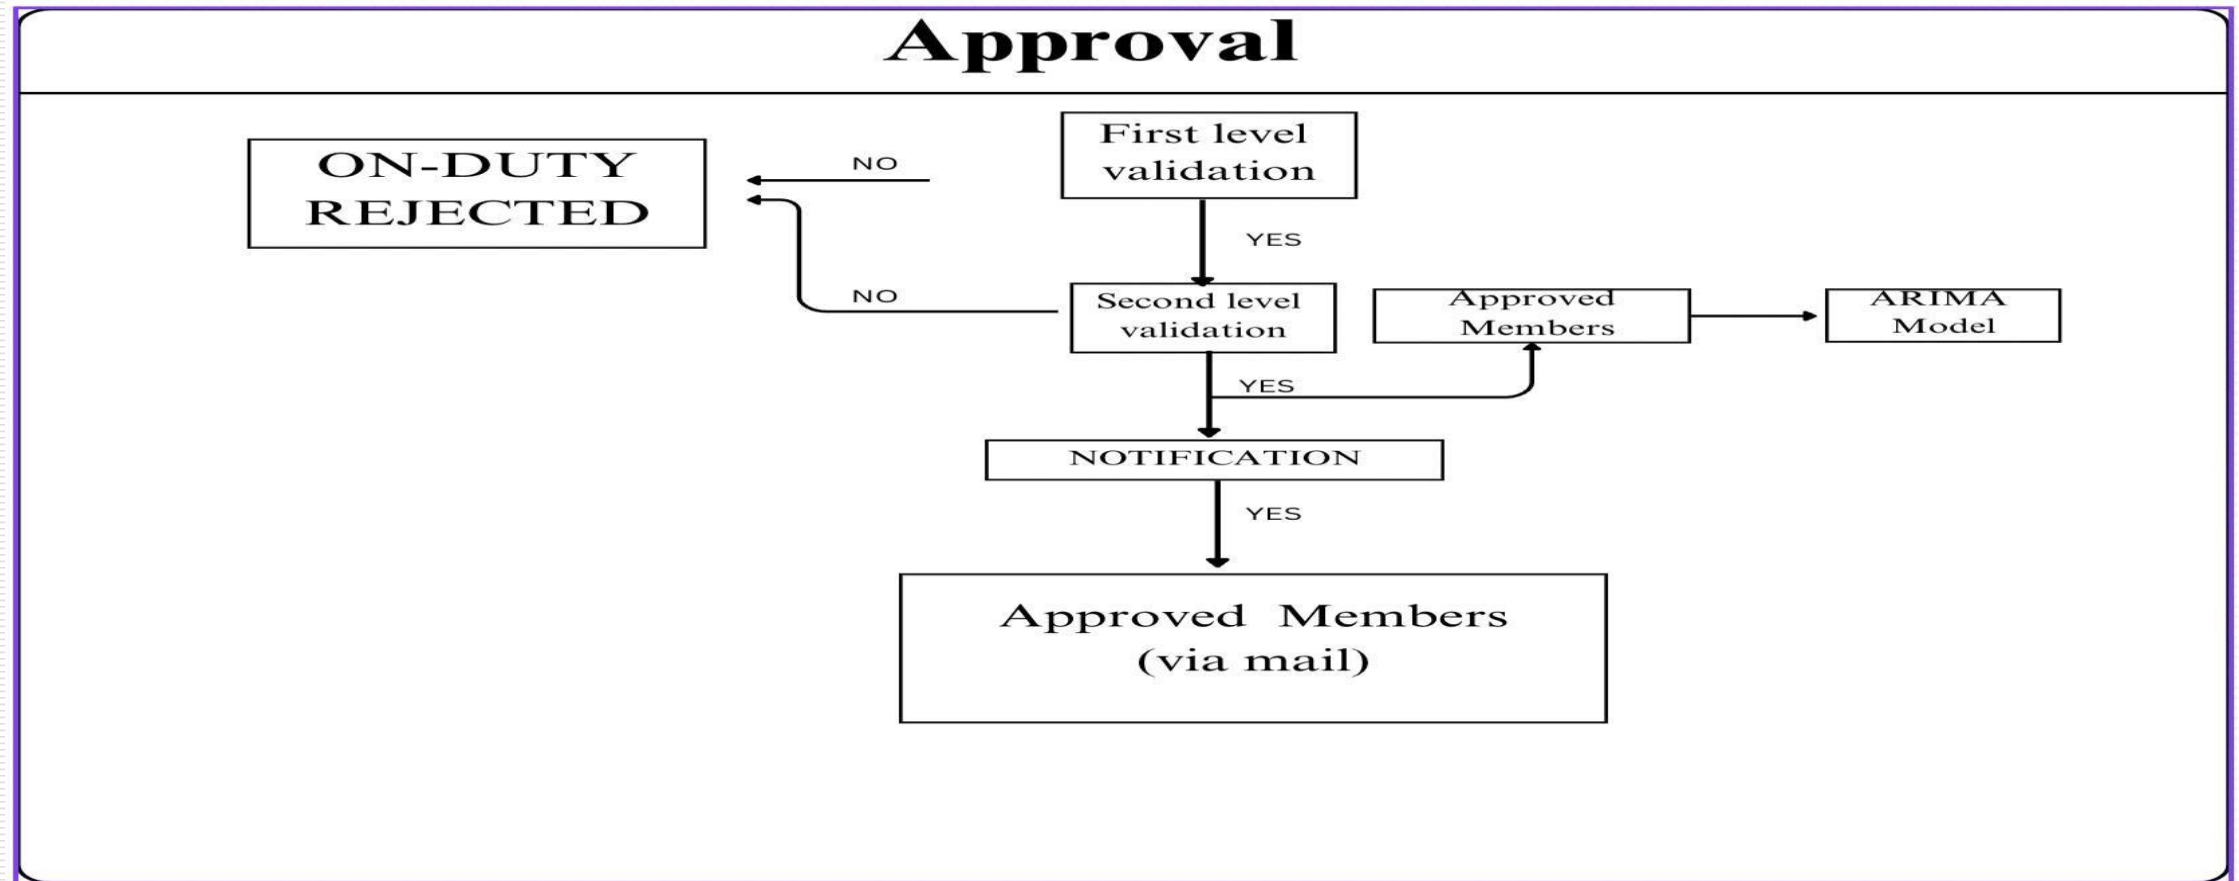 Approval
First level
validation
ON-DUTY
REJECTED
NO
YES
NO
Second level
validation
Approved
Members
ARIMA
Model
YES
NOTIFICATION
YES
Approved Members
(via mail)